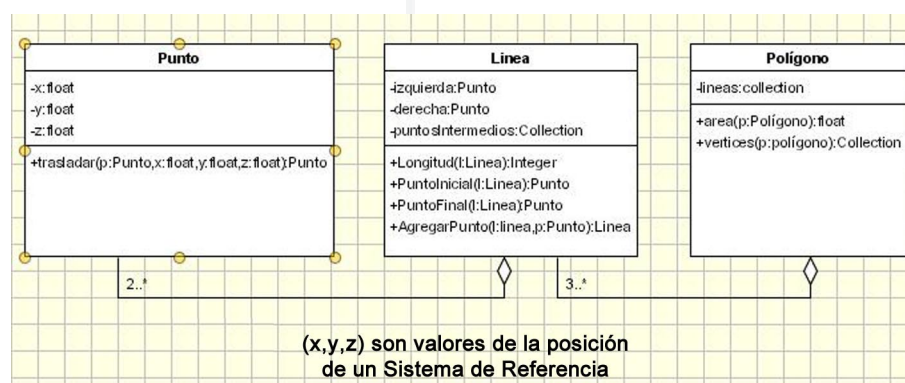 Punto
-x:float
-y:float
-z:float
+trasladar(p:Punto,x:float,y:float,z:float):Punto
2..*
Linea
-izquierda:Punto
-derecha:Punto
-puntosIntermedios:Collection
+Longitud(l:Linea):Integer
+PuntoInicial(l:Linea):Punto
+PuntoFinal(l:Linea):Punto
+AgregarPunto(l:linea,p:Punto):Linea
3..*
Polígono
-lineas:collection
+area(p:Polígono):float
+vertices(p:polígono):Collection
(x,y,z) son valores de la posición
de un Sistema de Referencia